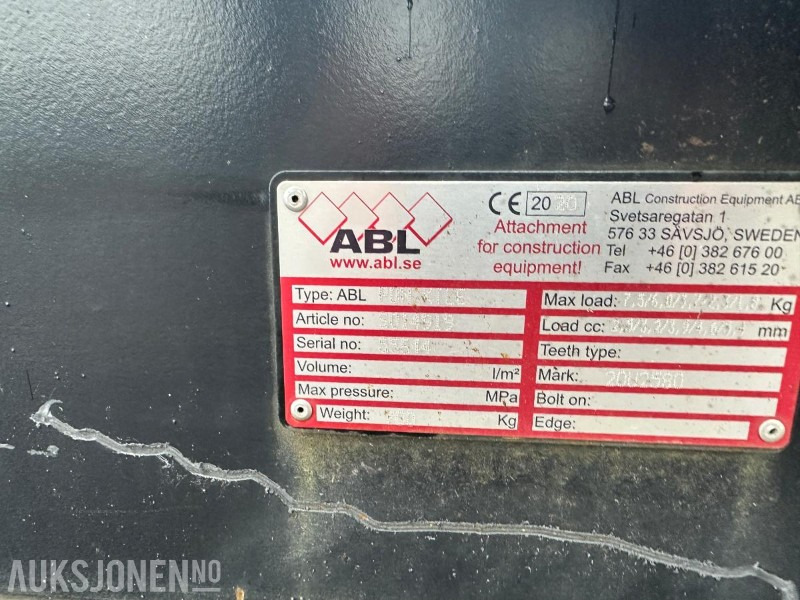 ABL
www.abl.se
CE 20
Attachment
for construction
equipment!
ABL Construction Equipment AB
Svetsaregatan 1
576 33 SÄVSJÖ, SWEDEN
Tel +46 [0] 382 676 00
Fax +46 [0] 382 615 20
Type: ABL
Article no:
Serial no:
Volume: l/m²
Max pressure: MPa
Weight: Kg
Max load: Kg
Load cc: mm
Teeth type:
Märk: 20U2980
Bolt on:
Edge:
AUKSJONEN.NO